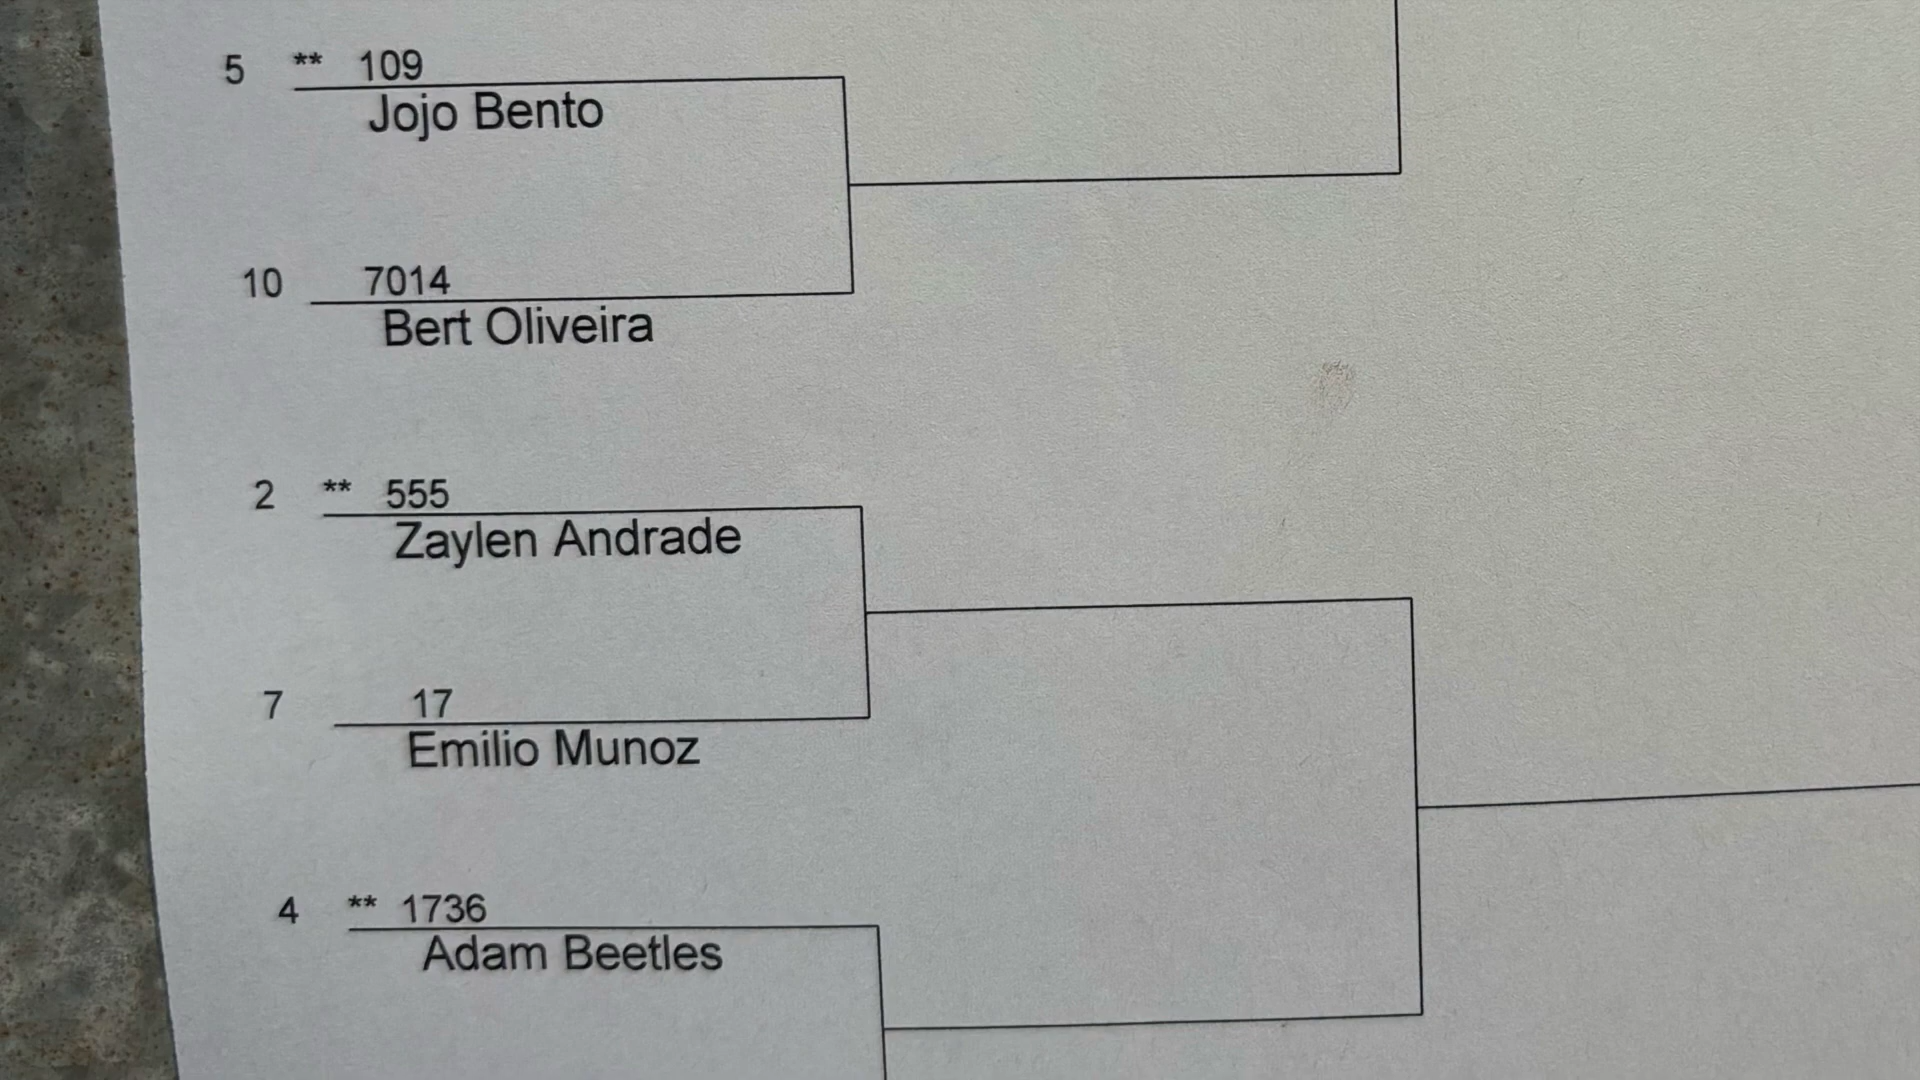 5 ** 109
Jojo Bento
10 7014
Bert Oliveira
2 ** 555
Zaylen Andrade
7 17
Emilio Munoz
4 ** 1736
Adam Beetles